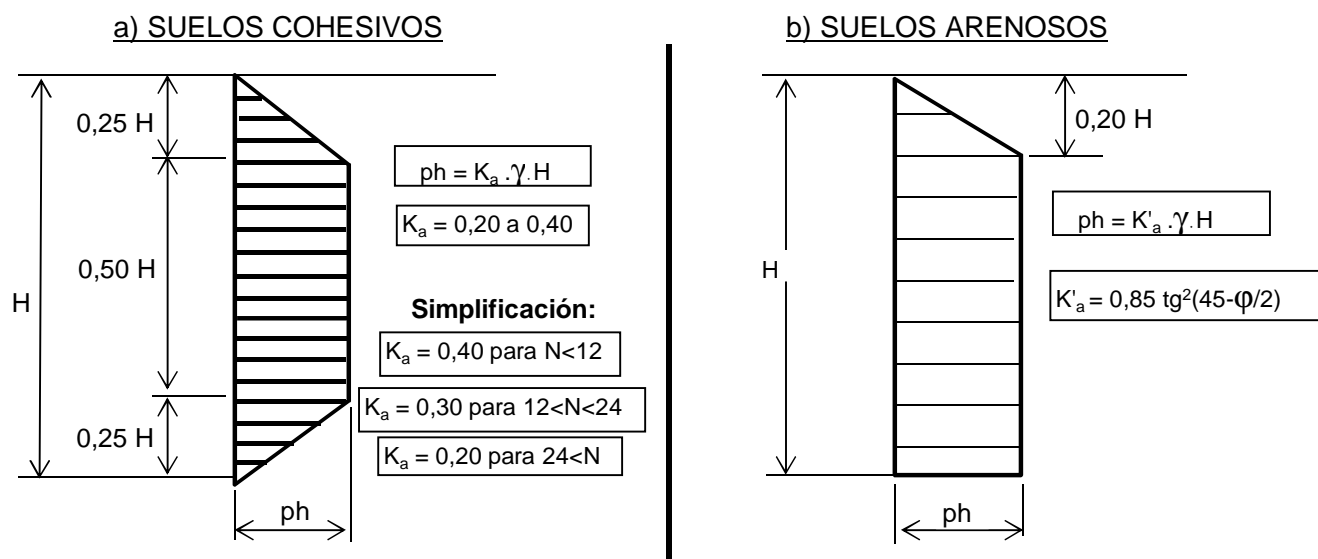 a) SUELOS COHESIVOS
0,25 H
0,50 H
H
0,25 H
ph = Ka .γ.H
Ka = 0,20 a 0,40
Simplificación:
Ka = 0,40 para N<12
Ka = 0,30 para 12<N<24
Ka = 0,20 para 24<N
ph
b) SUELOS ARENOSOS
0,20 H
H
ph = K'a .γ.H
K'a = 0,85 tg²(45-φ/2)
ph